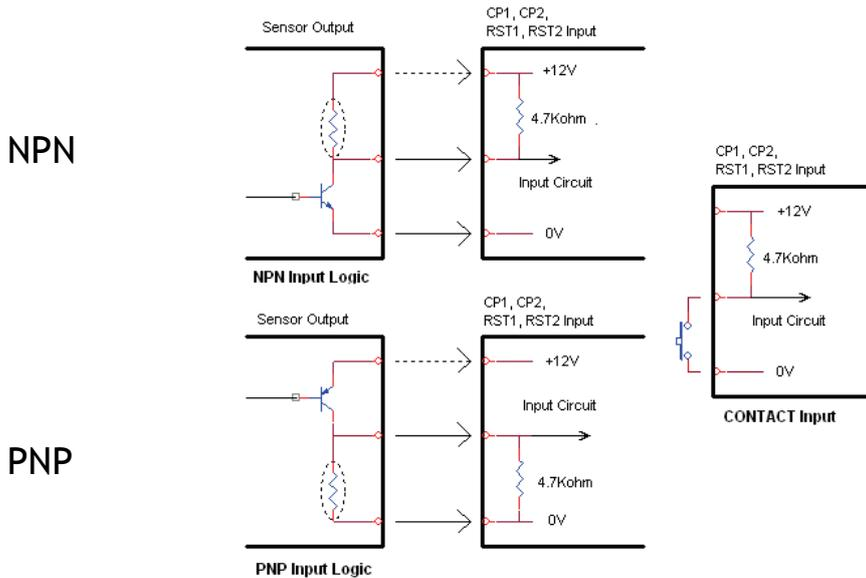 Sensor Output
CP1, CP2,
RST1, RST2 Input
+12V
4.7Kohm .
NPN
Input Circuit
0V
NPN Input Logic
CP1, CP2,
RST1, RST2 Input
+12V
4.7Kohm
Input Circuit
0V
CONTACT Input
Sensor Output
CP1, CP2,
RST1, RST2 Input
+12V
Input Circuit
PNP
4.7Kohm
0V
PNP Input Logic